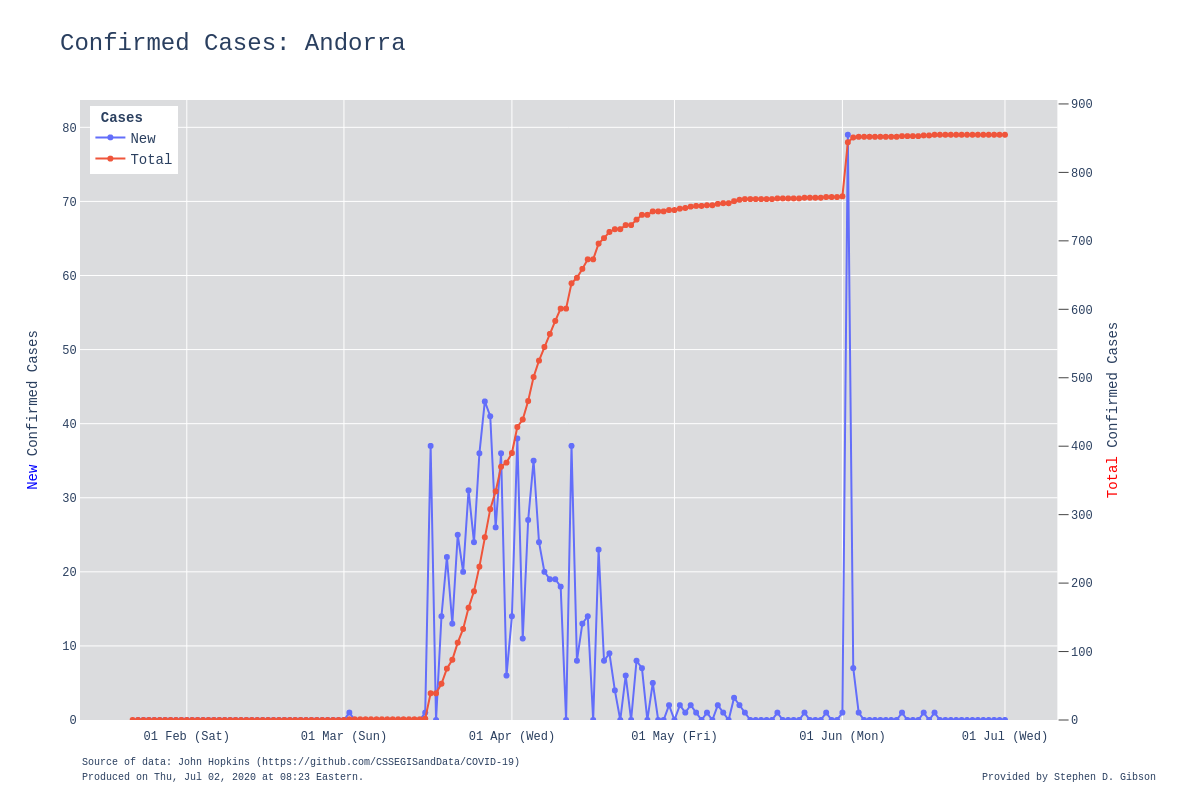 Confirmed Cases: Andorra
Cases
New
Total
80
70
60
50
40
30
20
10
0
900
800
700
600
500
400
300
200
100
0
New Confirmed Cases
Total Confirmed Cases
01 Feb (Sat) 01 Mar (Sun) 01 Apr (Wed) 01 May (Fri) 01 Jun (Mon) 01 Jul (Wed)
Source of data: John Hopkins (https://github.com/CSSEGISandData/COVID-19)
Produced on Thu, Jul 02, 2020 at 08:23 Eastern.
Provided by Stephen D. Gibson